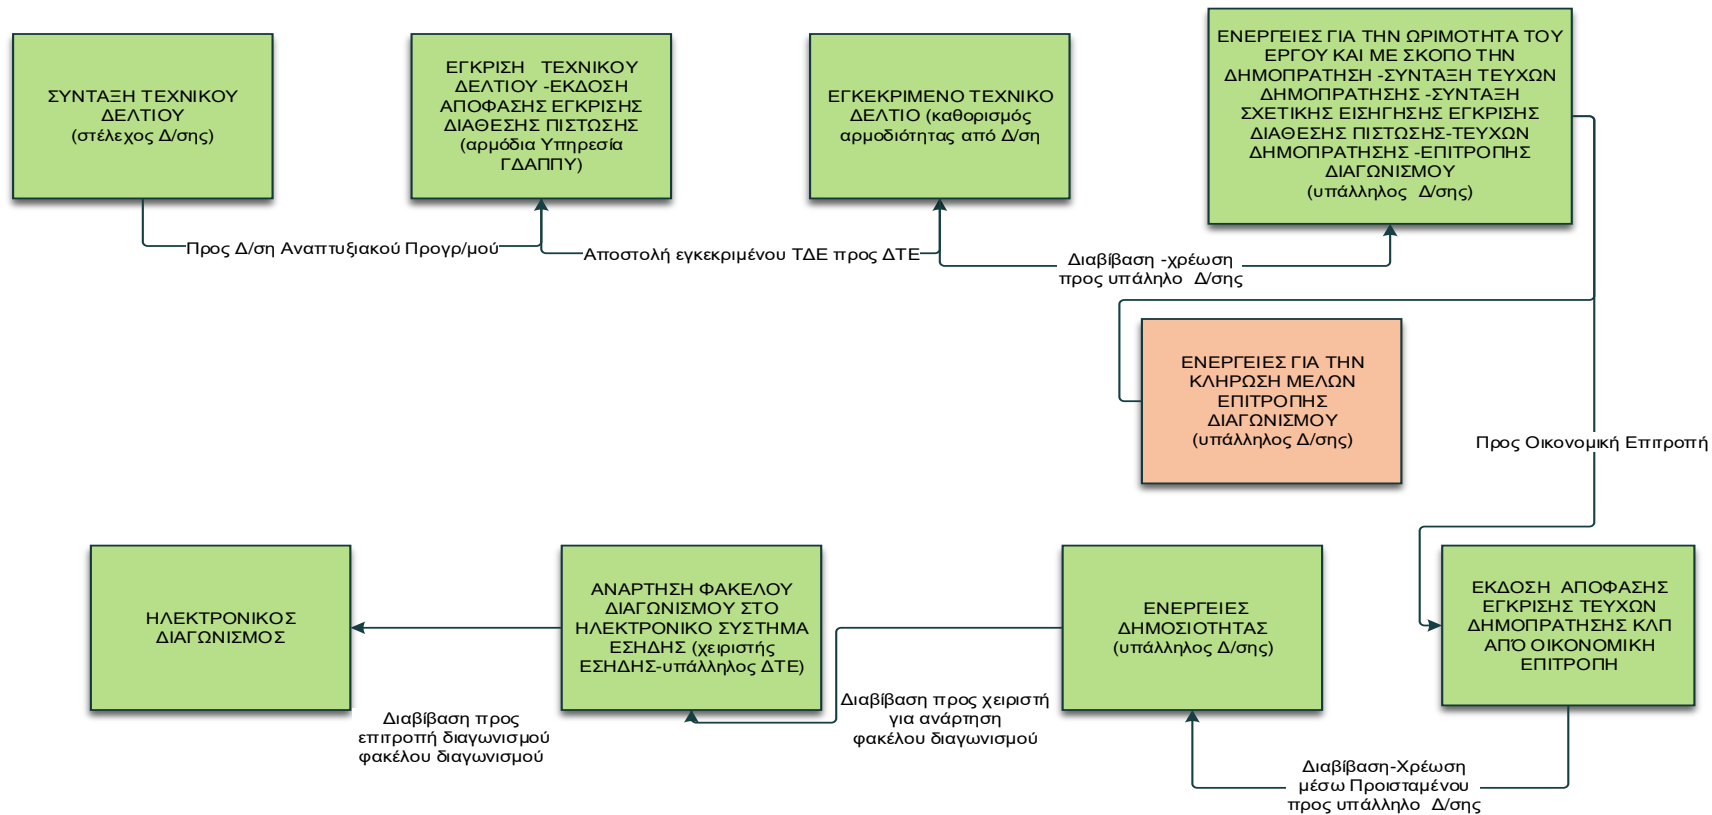 ΣΥΝΤΑΞΗ ΤΕΧΝΙΚΟΥ
ΔΕΛΤΙΟΥ
(στέλεχος Δ/σης)
ΕΓΚΡΙΣΗ ΤΕΧΝΙΚΟΥ
ΔΕΛΤΙΟΥ -ΕΚΔΟΣΗ
ΑΠΟΦΑΣΗΣ ΕΓΚΡΙΣΗΣ
ΔΙΑΘΕΣΗΣ ΠΙΣΤΩΣΗΣ
(αρμόδια Υπηρεσία
ΓΔΑΠΠΥ)
ΕΓΚΕΚΡΙΜΕΝΟ ΤΕΧΝΙΚΟ
ΔΕΛΤΙΟ (καθορισμός
αρμοδιότητας από Δ/ση
ΕΝΕΡΓΕΙΕΣ ΓΙΑ ΤΗΝ ΩΡΙΜΟΤΗΤΑ ΤΟΥ
ΕΡΓΟΥ ΚΑΙ ΜΕ ΣΚΟΠΟ ΤΗΝ
ΔΗΜΟΠΡΑΤΗΣΗ -ΣΥΝΤΑΞΗ ΤΕΥΧΩΝ
ΔΗΜΟΠΡΑΤΗΣΗΣ -ΣΥΝΤΑΞΗ
ΣΧΕΤΙΚΗΣ ΕΙΣΗΓΗΣΗΣ ΕΓΚΡΙΣΗΣ
ΔΙΑΘΕΣΗΣ ΠΙΣΤΩΣΗΣ-ΤΕΥΧΩΝ
ΔΗΜΟΠΡΑΤΗΣΗΣ -ΕΠΙΤΡΟΠΗΣ
ΔΙΑΓΩΝΙΣΜΟΥ
(υπάλληλος Δ/σης)
Προς Δ/ση Αναπτυξιακού Προγρ/μού
Αποστολή εγκεκριμένου ΤΔΕ προς ΔΤΕ
Διαβίβαση -χρέωση
προς υπάληλο Δ/σης
ΕΝΕΡΓΕΙΕΣ ΓΙΑ ΤΗΝ
ΚΛΗΡΩΣΗ ΜΕΛΩΝ
ΕΠΙΤΡΟΠΗΣ
ΔΙΑΓΩΝΙΣΜΟΥ
(υπάλληλος Δ/σης)
Προς Οικονομική Επιτροπή
ΗΛΕΚΤΡΟΝΙΚΟΣ
ΔΙΑΓΩΝΙΣΜΟΣ
ΑΝΑΡΤΗΣΗ ΦΑΚΕΛΟΥ
ΔΙΑΓΩΝΙΣΜΟΥ ΣΤΟ
ΗΛΕΚΤΡΟΝΙΚΟ ΣΥΣΤΗΜΑ
ΕΣΗΔΗΣ (χειριστής
ΕΣΗΔΗΣ-υπάλληλος ΔΤΕ)
ΕΝΕΡΓΕΙΕΣ
ΔΗΜΟΣΙΟΤΗΤΑΣ
(υπάλληλος Δ/σης)
ΕΚΔΟΣΗ ΑΠΟΦΑΣΗΣ
ΕΓΚΡΙΣΗΣ ΤΕΥΧΩΝ
ΔΗΜΟΠΡΑΤΗΣΗΣ ΚΛΠ
ΑΠΌ ΟΙΚΟΝΟΜΙΚΗ
ΕΠΙΤΡΟΠΗ
Διαβίβαση προς
επιτροπή διαγωνισμού
φακέλου διαγωνισμού
Διαβίβαση προς χειριστή
για ανάρτηση
φακέλου διαγωνισμού
Διαβίβαση-Χρέωση
μέσω Προισταμένου
προς υπάλληλο Δ/σης